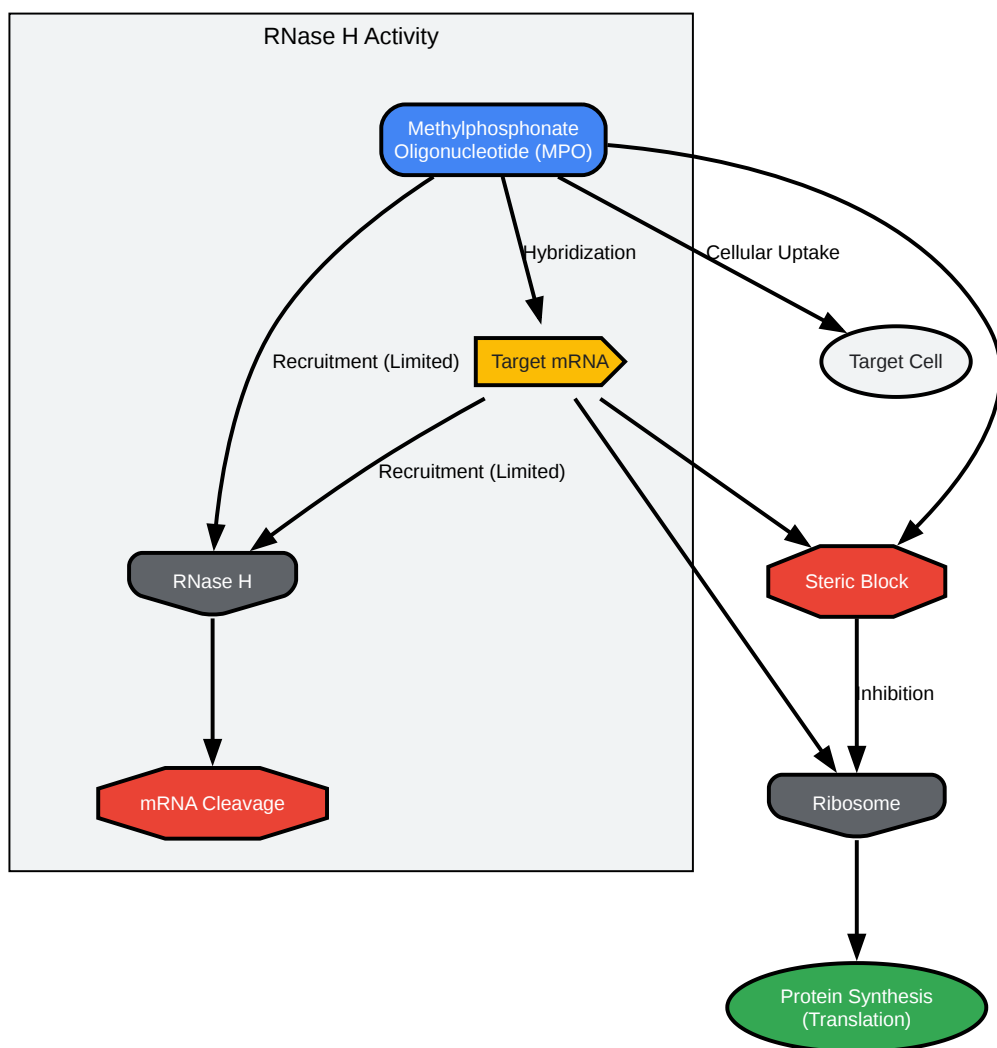 RNase H Activity
Methylphosphonate
Oligonucleotide (MPO)
Hybridization
Cellular Uptake
Recruitment (Limited)
Target mRNA
Target Cell
Recruitment (Limited)
RNase H
Steric Block
Inhibition
mRNA Cleavage
Ribosome
Protein Synthesis
(Translation)